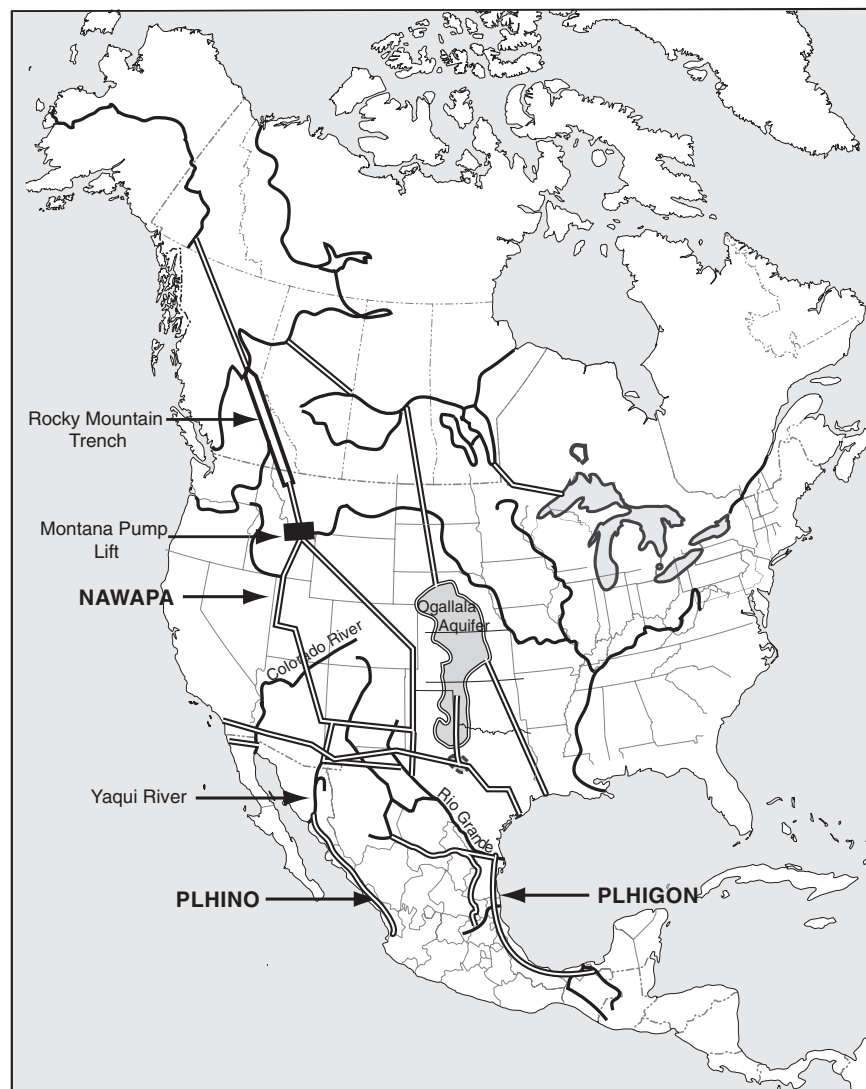 Rocky Mountain
Trench
Montana Pump
Lift
NAWAPA
Ogallala
Aquifer
Colorado River
Yaqui River
Rio Grande
PLHINO
PLHIGON